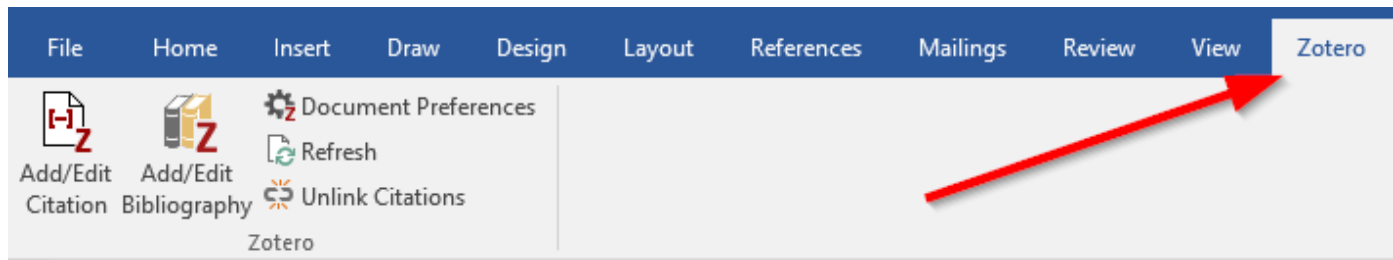 File Home Insert Draw Design Layout References Mailings Review View Zotero
[-] Z
Z
Z Document Preferences
Refresh
Unlink Citations
Add/Edit
Citation
Add/Edit
Bibliography
Zotero